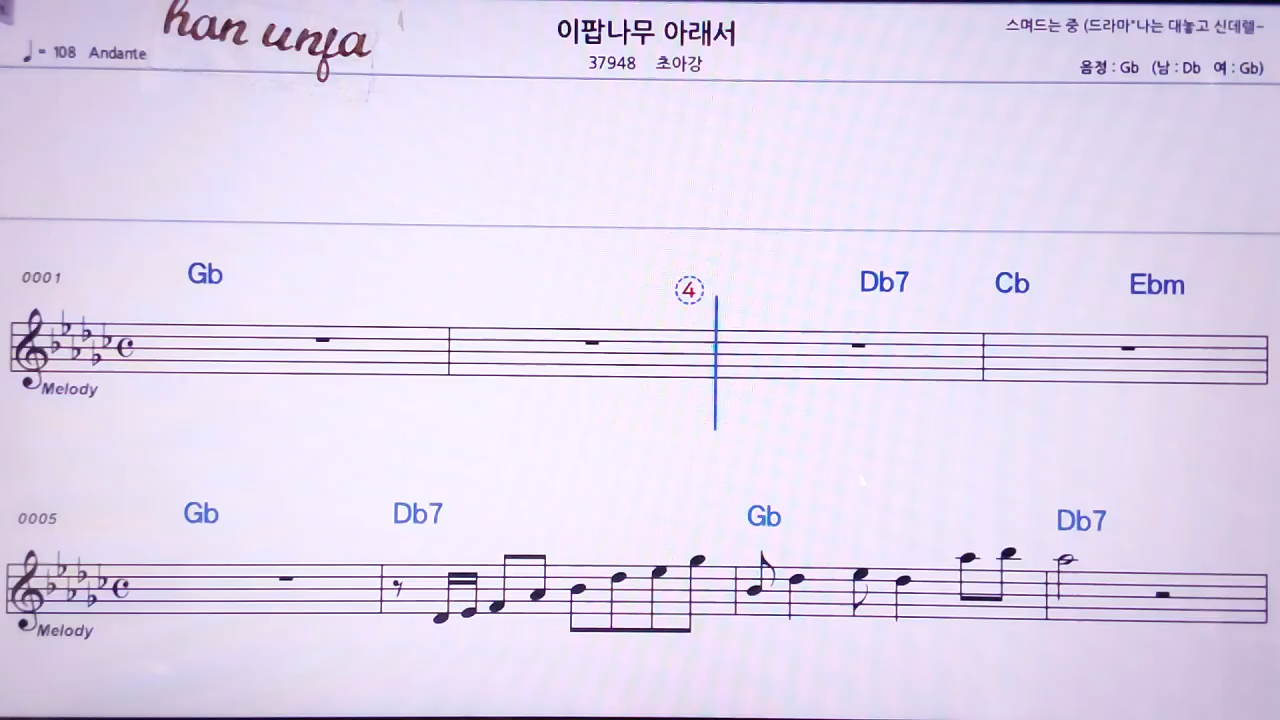 han unja
이팝나무 아래서
스며드는 중 (드라마"나는 대놓고 신데렐-
♩= 108 Andante
37948 초아강
음정 : Gb (남 : Db 여 : Gb)
0001 Gb ④ Db7 Cb Ebm
Melody
0005 Gb Db7 Gb Db7
Melody